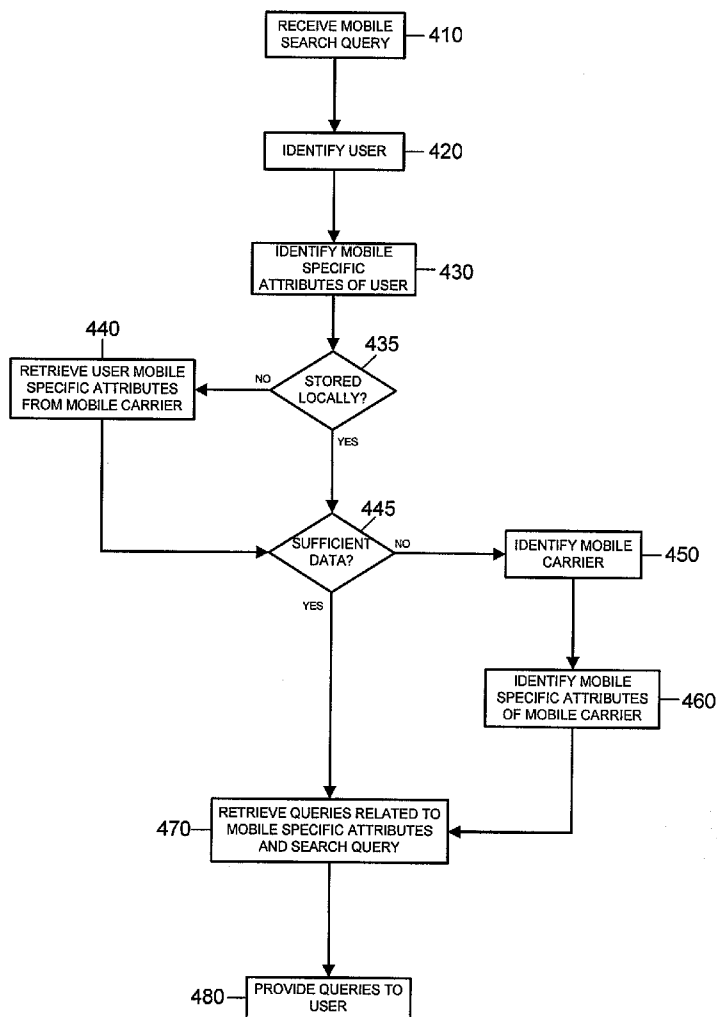 RECEIVE MOBILE
SEARCH QUERY
410
IDENTIFY USER
420
IDENTIFY MOBILE
SPECIFIC
ATTRIBUTES OF USER
430
440
RETRIEVE USER MOBILE
SPECIFIC ATTRIBUTES
FROM MOBILE CARRIER
NO
435
STORED
LOCALLY?
YES
445
SUFFICIENT
DATA?
NO
YES
IDENTIFY MOBILE
CARRIER
450
IDENTIFY MOBILE
SPECIFIC ATTRIBUTES
OF MOBILE CARRIER
460
470
RETRIEVE QUERIES RELATED TO
MOBILE SPECIFIC ATTRIBUTES
AND SEARCH QUERY
480
PROVIDE QUERIES TO
USER